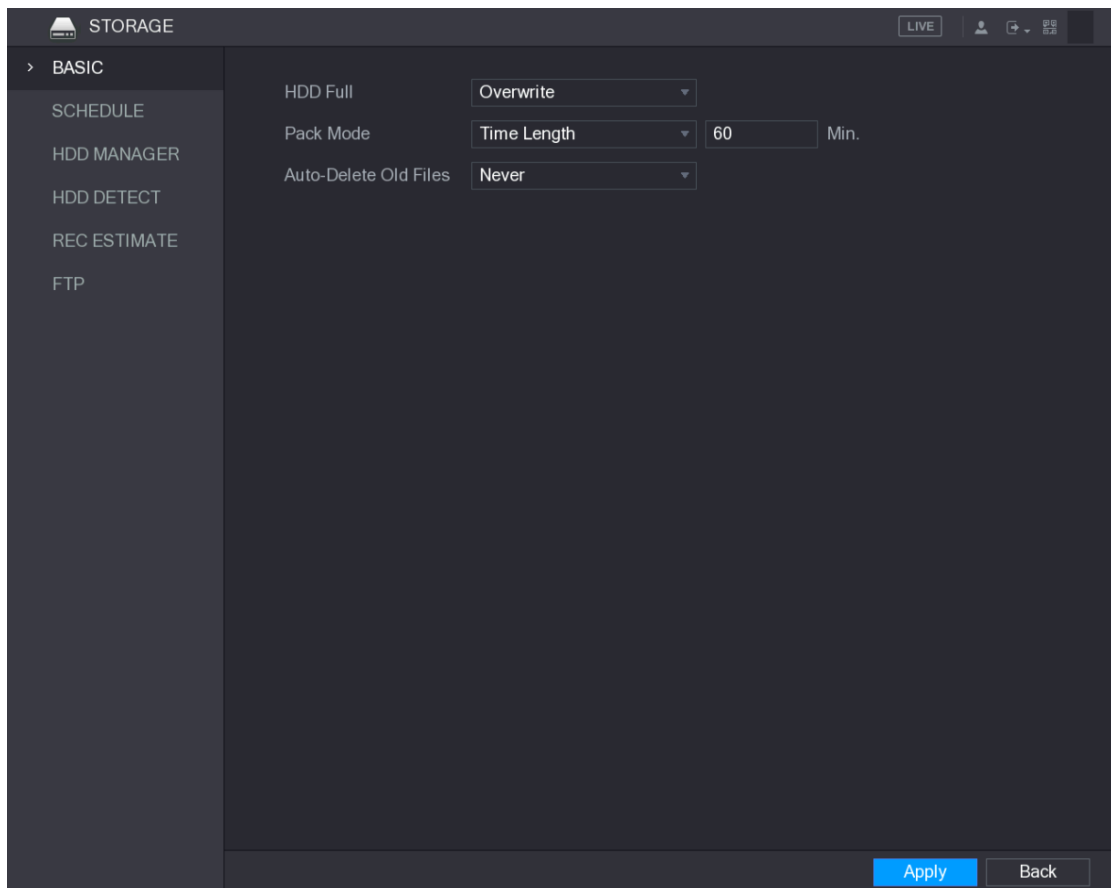 STORAGE
LIVE
BASIC
SCHEDULE
HDD MANAGER
HDD DETECT
REC ESTIMATE
FTP
HDD Full Overwrite
Pack Mode Time Length 60 Min.
Auto-Delete Old Files Never
Apply Back